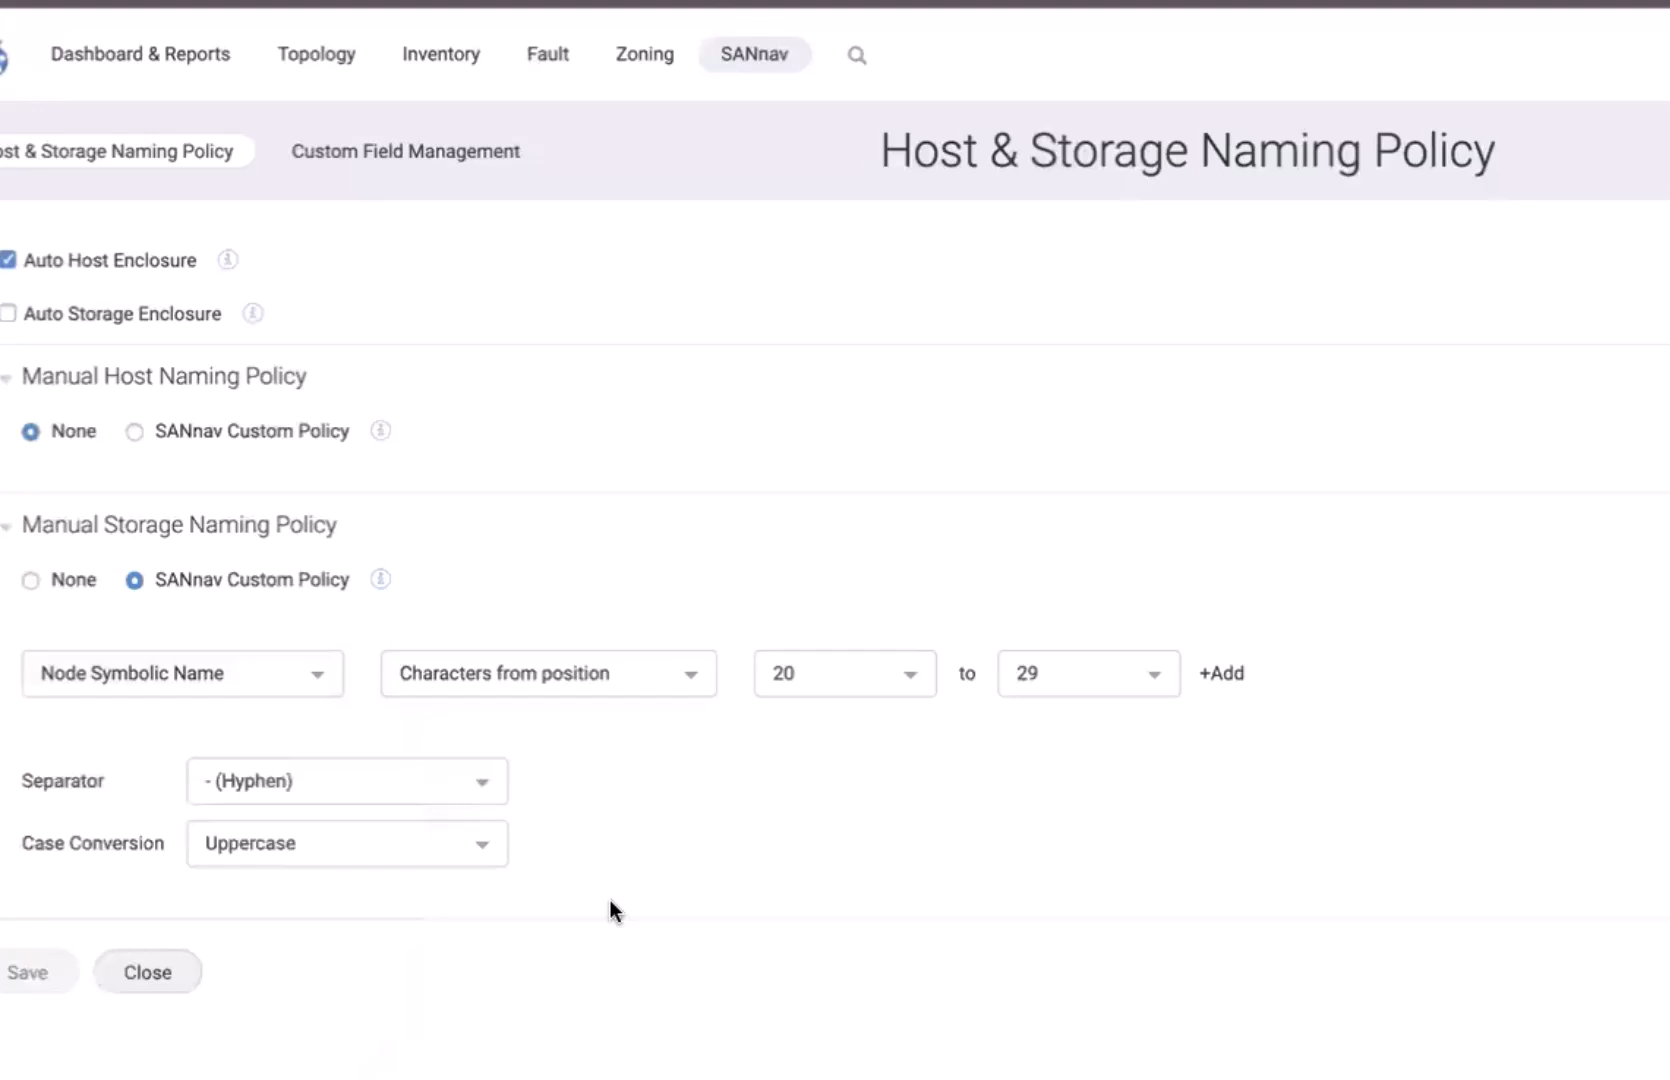 Dashboard & Reports Topology Inventory Fault Zoning SANnav
ost & Storage Naming Policy Custom Field Management Host & Storage Naming Policy
Auto Host Enclosure
Auto Storage Enclosure
Manual Host Naming Policy
None SANnav Custom Policy
Manual Storage Naming Policy
None SANnav Custom Policy
Node Symbolic Name Characters from position 20 to 29 +Add
Separator - (Hyphen)
Case Conversion Uppercase
Save Close